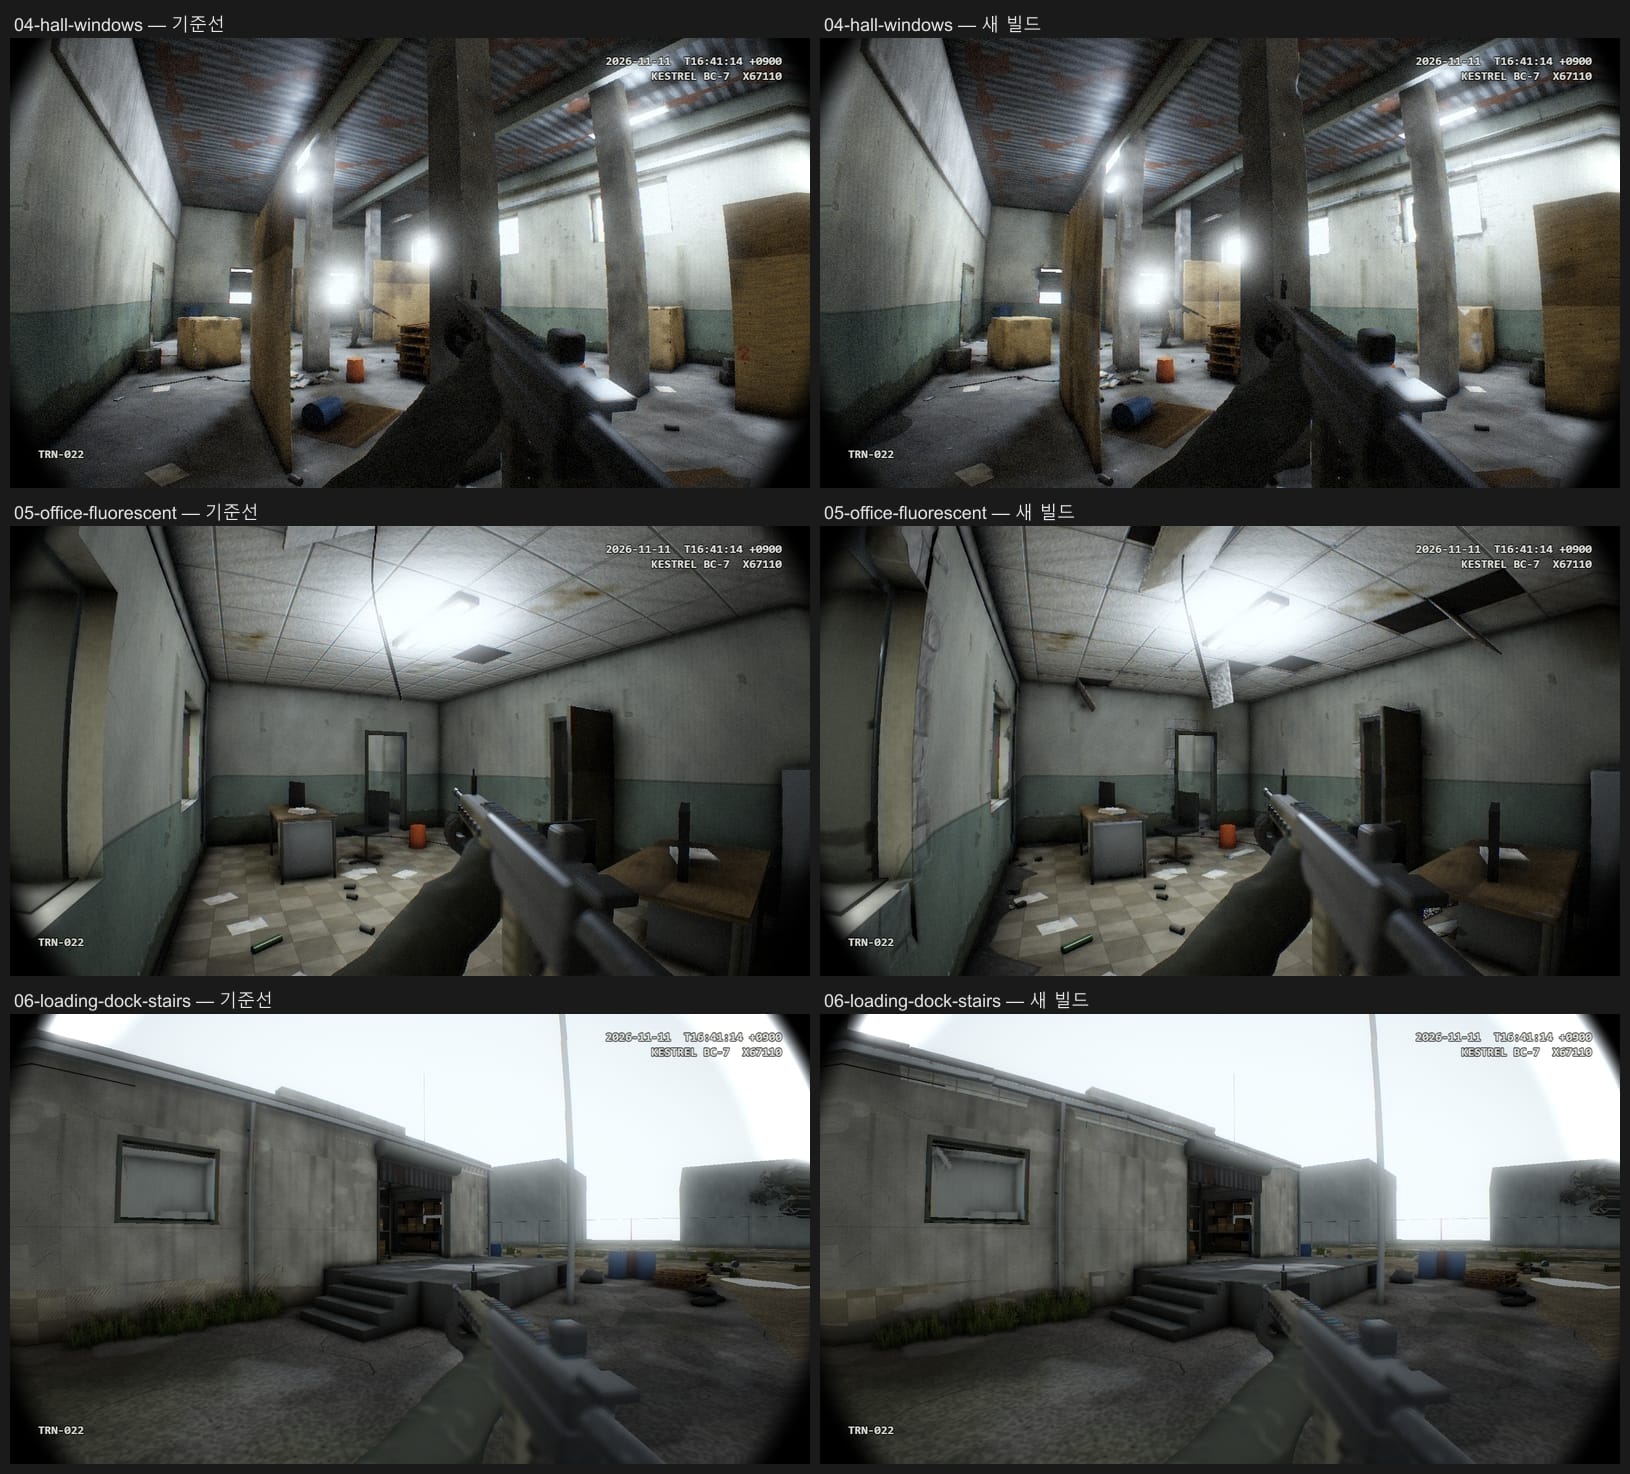 04-hall-windows — 기준선
04-hall-windows — 새 빌드
2026-11-11 T16:41:14 +0900
KESTREL BC-7 X67110
2
TRN-022
2026-11-11 T16:41:14 +0900
KESTREL BC-7 X67110
TRN-022
05-office-fluorescent — 기준선
05-office-fluorescent — 새 빌드
2026-11-11 T16:41:14 +0900
KESTREL BC-7 X67110
TRN-022
2026-11-11 T16:41:14 +0900
KESTREL BC-7 X67110
TRN-022
06-loading-dock-stairs — 기준선
06-loading-dock-stairs — 새 빌드
2026-11-11 T16:41:14 +0900
KESTREL BC-7 X67110
TRN-022
2026-11-11 T16:41:14 +0900
KESTREL BC-7 X67110
TRN-022